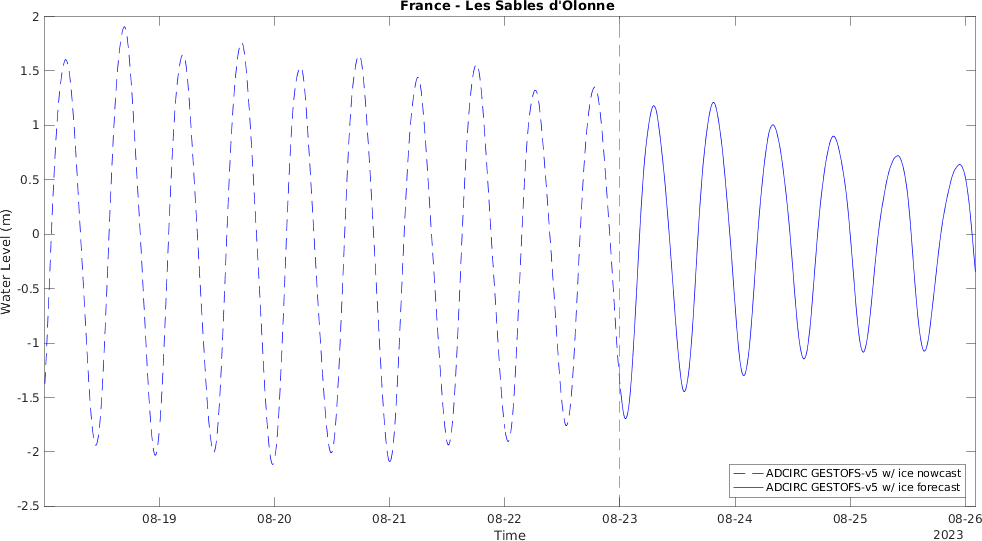 France - Les Sables d'Olonne
2
1.5
1
0.5
0
-0.5
-1
-1.5
-2
-2.5
Water Level (m)
08-19 08-20 08-21 08-22 08-23 08-24 08-25 08-26
Time
2023
ADCIRC GESTOFS-v5 w/ ice nowcast
ADCIRC GESTOFS-v5 w/ ice forecast